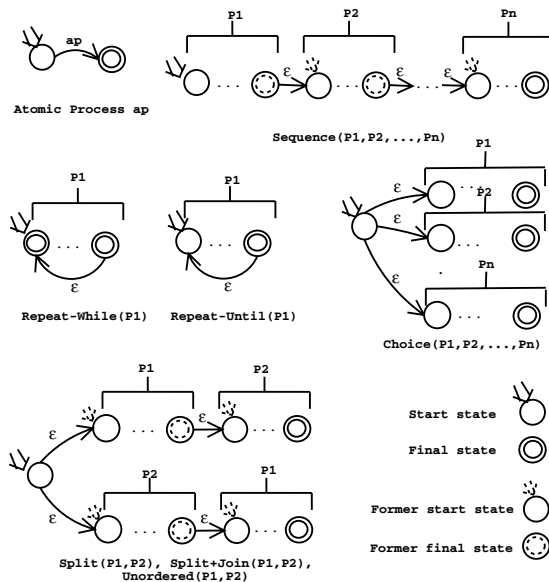 ap
Atomic Process ap
P1 P2 Pn
... ε ... ε ... ε ...
Sequence(P1,P2,...,Pn)
P1
...
ε
Repeat-While(P1)
P1
...
ε
Repeat-Until(P1)
P1
ε ...
P2
ε ...
Pn
ε ...
Choice(P1,P2,...,Pn)
P1 P2
ε ... ε ...
P2 P1
ε ... ε ...
Split(P1,P2), Split+Join(P1,P2),
Unordered(P1,P2)
Start state
Final state
Former start state
Former final state